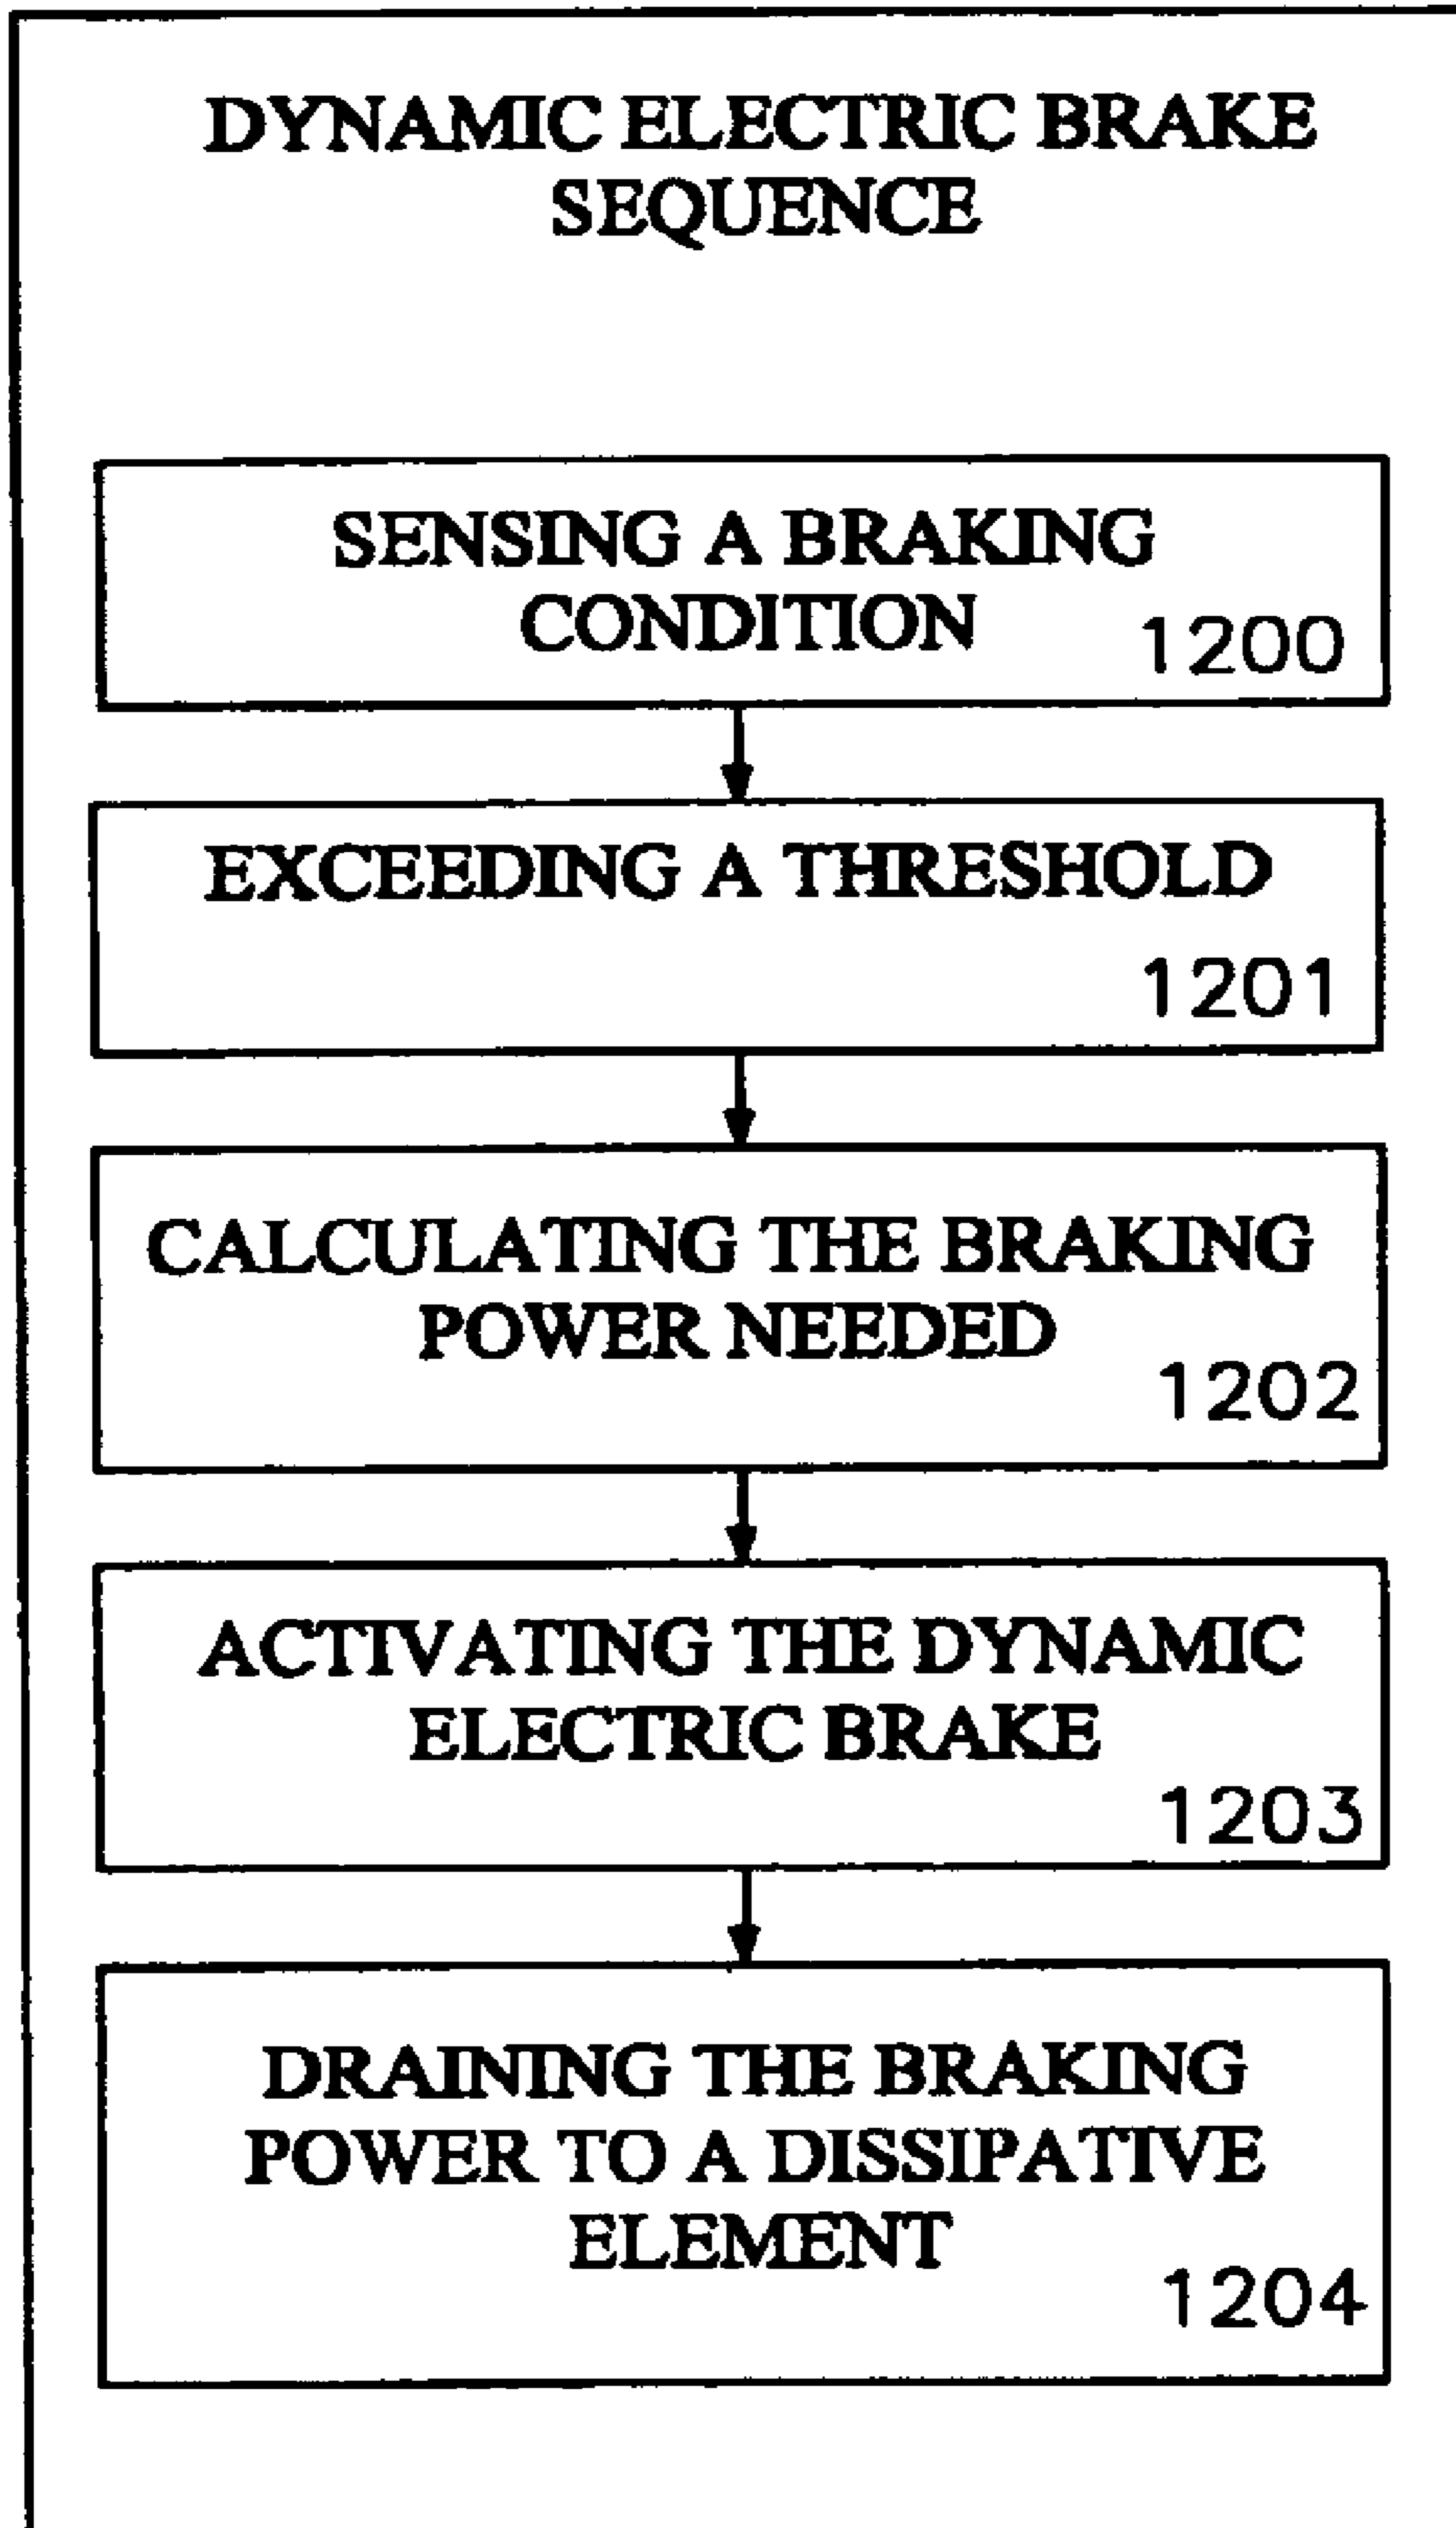 DYNAMIC ELECTRIC BRAKE
SEQUENCE
SENSING A BRAKING
CONDITION
1200
EXCEEDING A THRESHOLD
1201
CALCULATING THE BRAKING
POWER NEEDED
1202
ACTIVATING THE DYNAMIC
ELECTRIC BRAKE
1203
DRAINING THE BRAKING
POWER TO A DISSIPATIVE
ELEMENT
1204